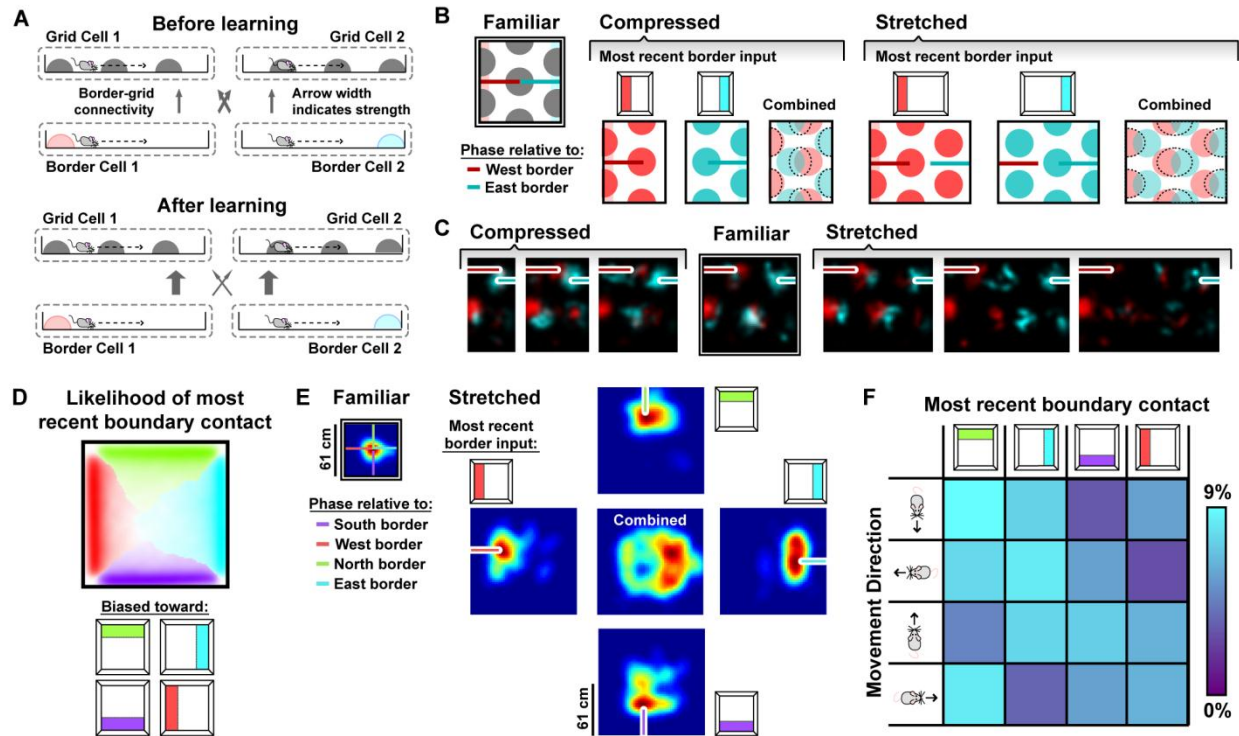 A
Before learning
Grid Cell 1
Grid Cell 2
Border-grid
connectivity
Arrow width
indicates strength
Border Cell 1
Border Cell 2
After learning
Grid Cell 1
Grid Cell 2
Border Cell 1
Border Cell 2
B
Familiar
Compressed
Stretched
Most recent border input
Most recent border input
Combined
Combined
Phase relative to:
West border
East border
C
Compressed
Familiar
Stretched
D
Likelihood of most
recent boundary contact
Biased toward:
E
Familiar
61 cm
Phase relative to:
South border
West border
North border
East border
Stretched
Most recent
border input:
Combined
61 cm
F
Most recent boundary contact
Movement Direction
9%
0%